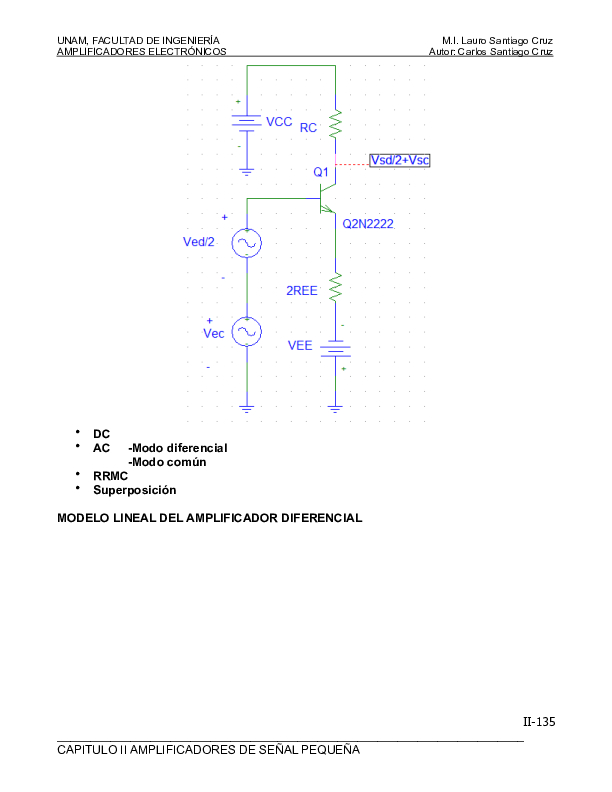 UNAM, FACULTAD DE INGENIERÍA M.I. Lauro Santiago Cruz
AMPLIFICADORES ELECTRÓNICOS Autor: Carlos Santiago Cruz
+
VCC
RC
-
Vsd/2+Vsc
Q1
+
Q2N2222
Ved/2
-
2REE
+
-
Vec
VEE
-
+
• DC
• AC -Modo diferencial
-Modo común
• RRMC
• Superposición
MODELO LINEAL DEL AMPLIFICADOR DIFERENCIAL
II-135
CAPITULO II AMPLIFICADORES DE SEÑAL PEQUEÑA